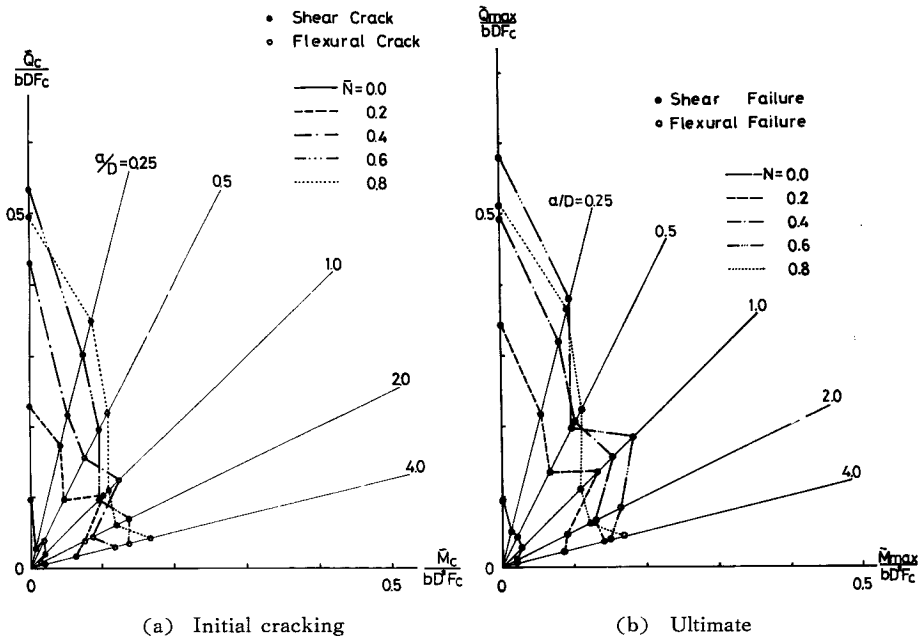 • Shear Crack
∘ Flexural Crack
Q̄c
bDFc
N̄=0.0
0.2
0.4
0.6
0.8
a/D=0.25
0.5
0.5
1.0
2.0
4.0
0
0
0.5
M̄c
bD²Fc
(a) Initial cracking
Q̄max
bDFc
• Shear Failure
∘ Flexural Failure
N=0.0
0.2
0.4
0.6
0.8
a/D=0.25
0.5
0.5
1.0
2.0
4.0
0
0
0.5
M̄max
bD²Fc
(b) Ultimate